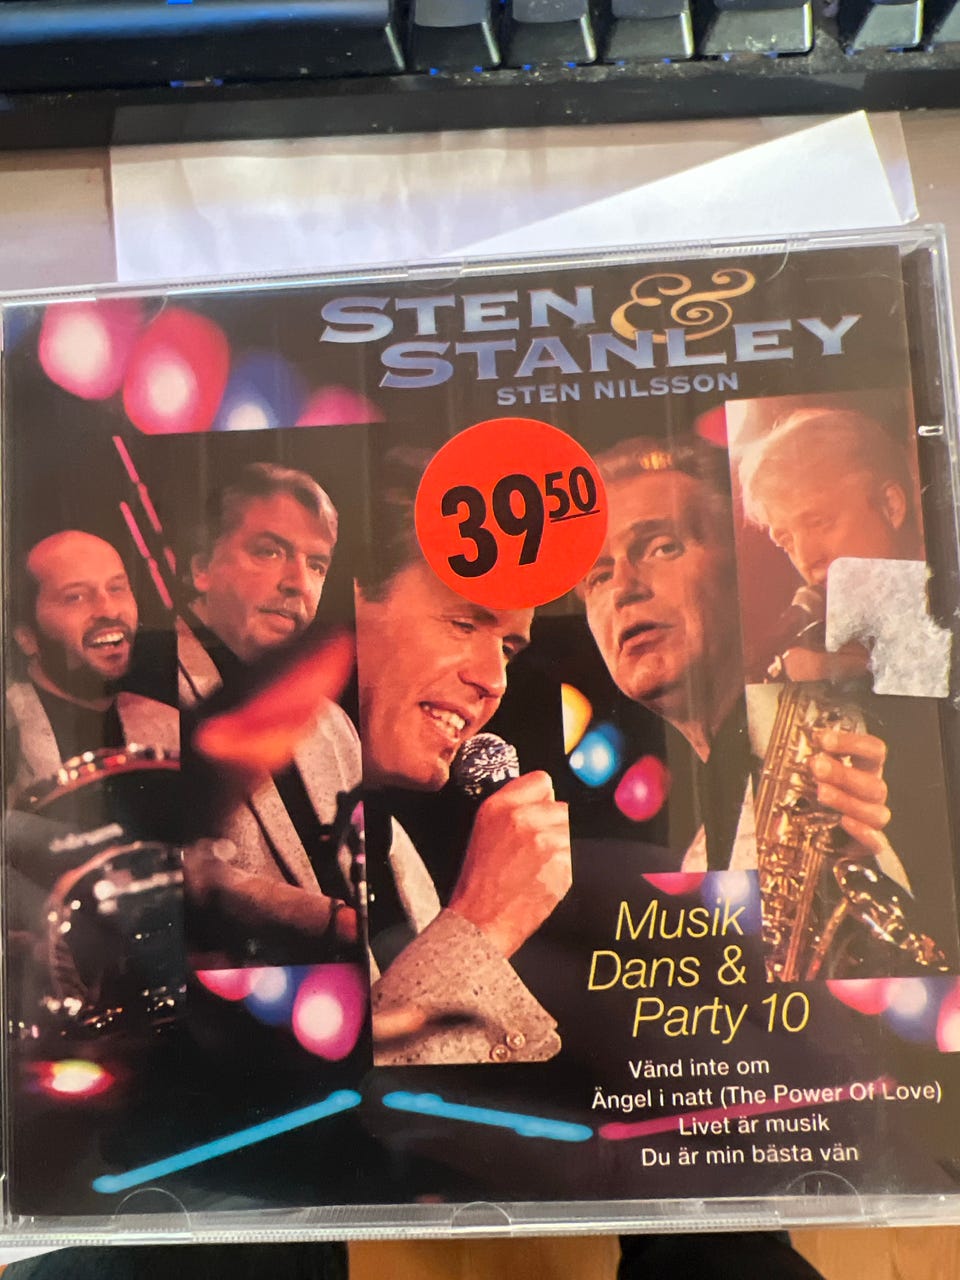 STEN &
STANLEY
STEN NILSSON
39 50
Musik
Dans &
Party 10
Vänd inte om
Ängel i natt (The Power Of Love)
Livet är musik
Du är min bästa vän